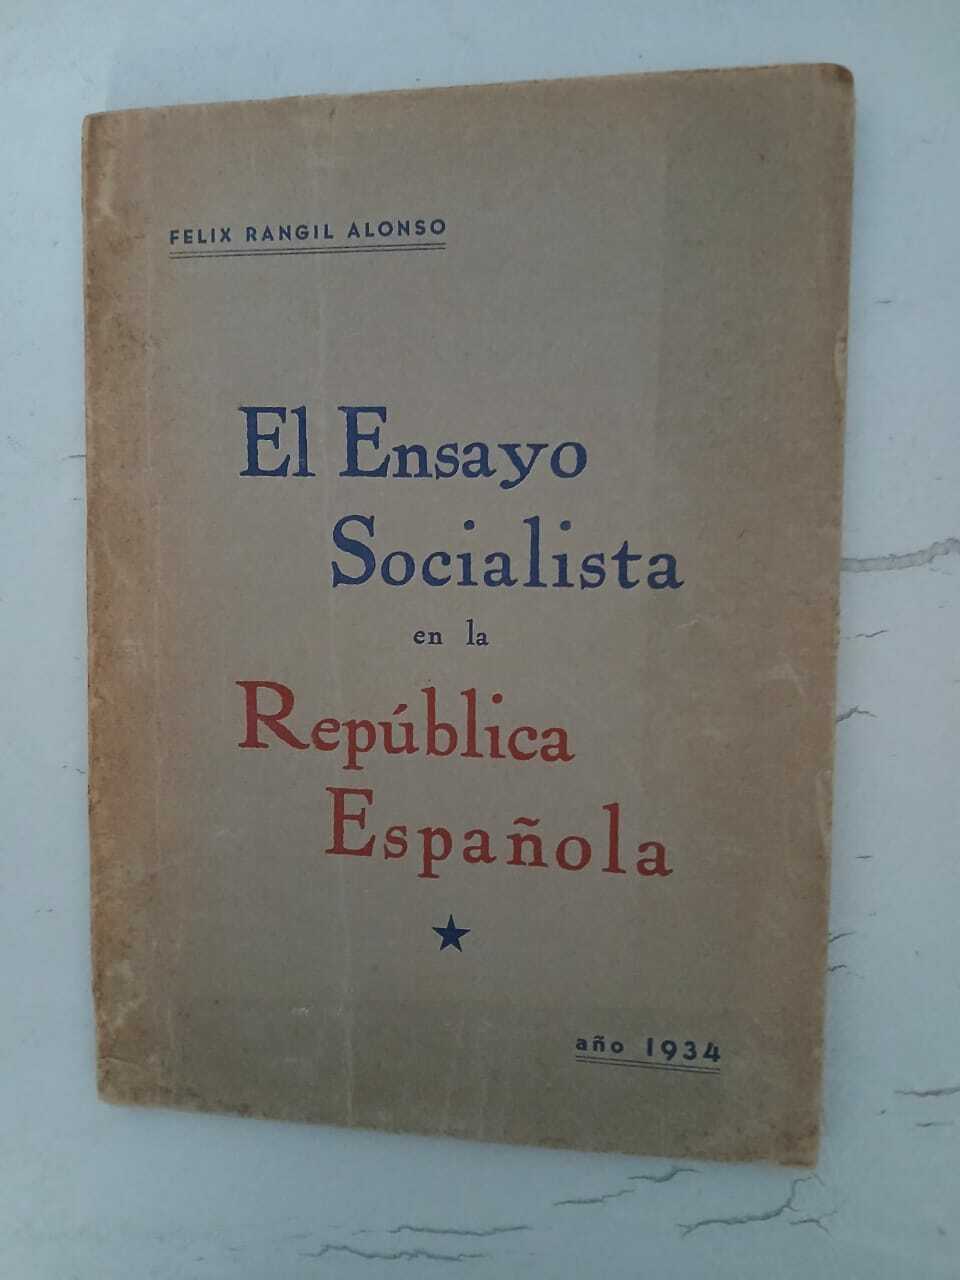 FELIX RANGIL ALONSO
El Ensayo
Socialista
en la
República
Española
año 1934